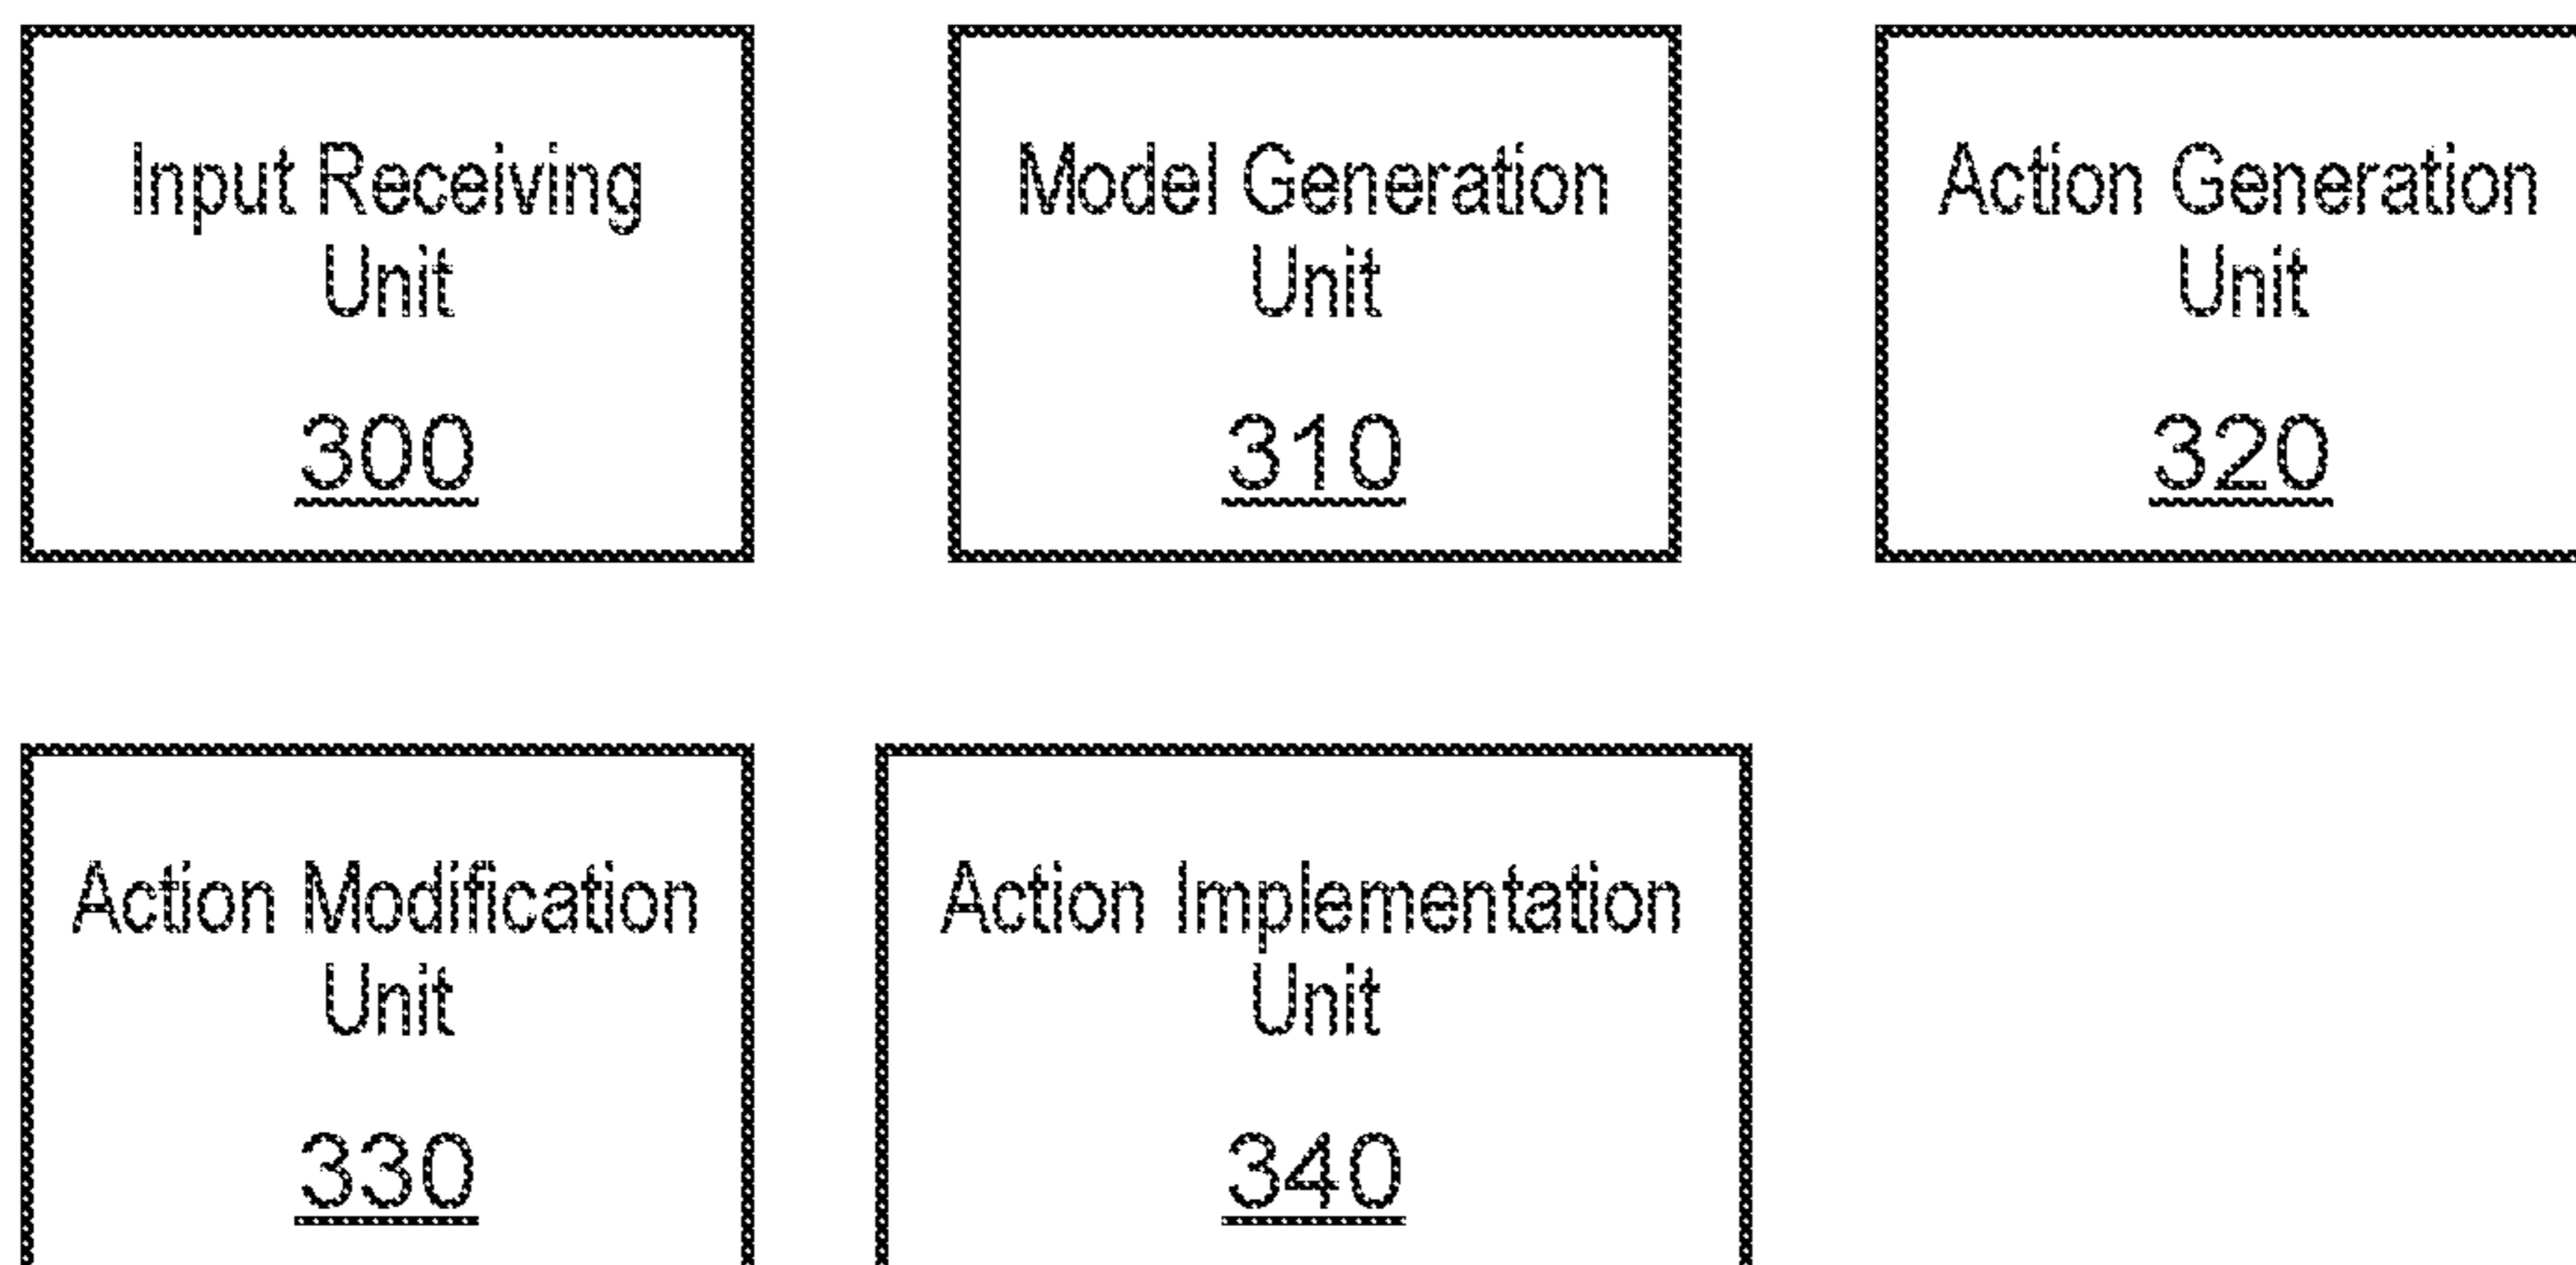 Input Receiving
Unit
300
Model Generation
Unit
310
Action Generation
Unit
320
Action Modification
Unit
330
Action Implementation
Unit
340